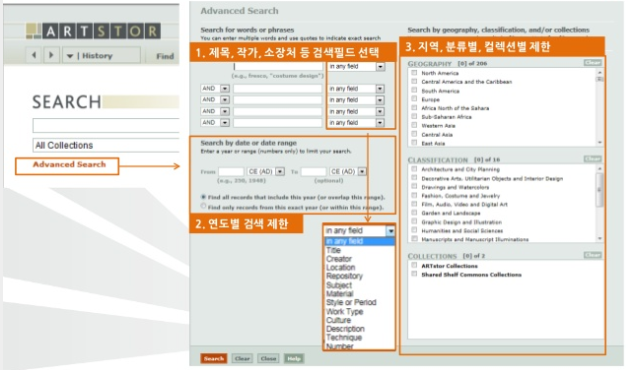 ARTSTOR
History
Find
SEARCH
All Collections
Advanced Search
Advanced Search
Search for words or phrases
You can enter multiple words and use quotes to indicate exact search
1. 제목, 작가, 소장처 등 검색필드 선택
in any field
(e.g., fresco, "costume design")
AND in any field
AND in any field
AND in any field
AND in any field
Search by date or date range
Enter a year or range (numbers only) to limit your search.
From CE (AD) To CE (AD)
(e.g., 250, 1048) (optional)
Find all records that include this year (or overlap this range).
Find only records from this exact year (or within this range).
2. 연도별 검색 제한
in any field
in any field
Title
Creator
Location
Repository
Subject
Material
Style or Period
Work Type
Culture
Description
Technique
Number
Search Clear Close Help
Search by geography, classification, and/or collections
3. 지역, 분류별, 컬렉션별 제한
GEOGRAPHY [0] of 206 Clear
North America
Central America and the Caribbean
South America
Europe
Africa North of the Sahara
Sub-Saharan Africa
Western Asia
Central Asia
East Asia
CLASSIFICATION [0] of 16 Clear
Architecture and City Planning
Decorative Arts, Utilitarian Objects and Interior Design
Drawings and Watercolors
Fashion, Costume and Jewelry
Film, Audio, Video and Digital Art
Garden and Landscape
Graphic Design and Illustration
Humanities and Social Sciences
Manuscripts and Manuscript Illuminations
COLLECTIONS [0] of 2 Clear
ARTstor Collections
Shared Shelf Commons Collections